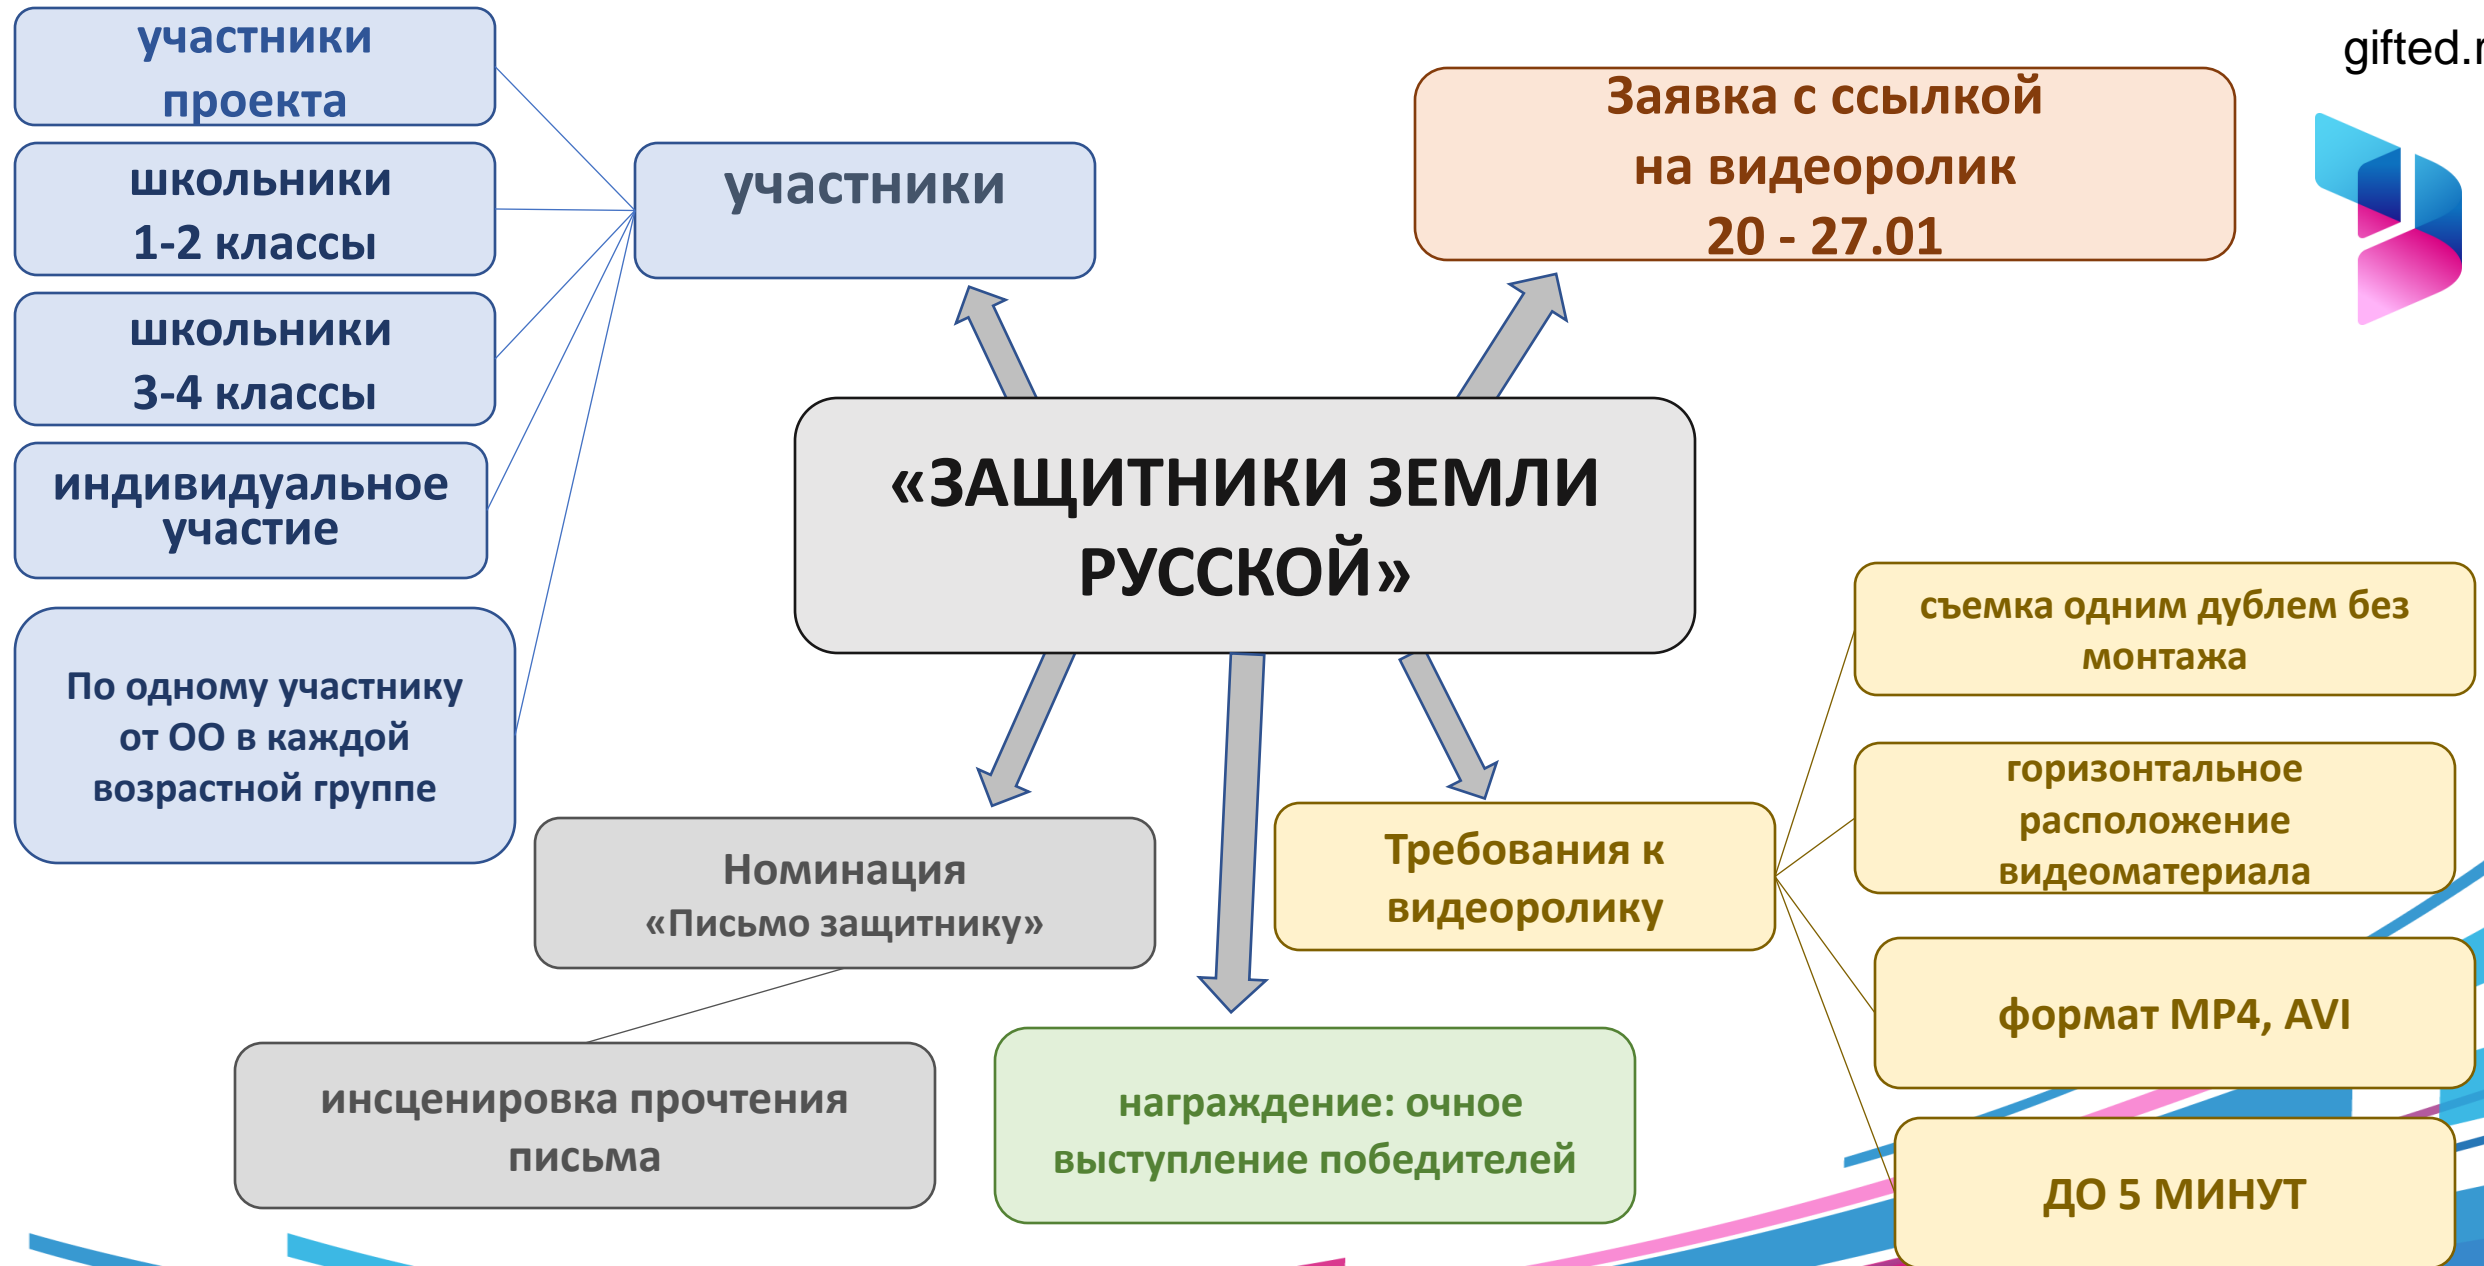 участники
проекта
школьники
1-2 классы
школьники
3-4 классы
индивидуальное
участие
По одному участнику
от ОО в каждой
возрастной группе
участники
Заявка с ссылкой
на видеоролик
20 - 27.01
gifted.r
«ЗАЩИТНИКИ ЗЕМЛИ
РУССКОЙ»
Номинация
«Письмо защитнику»
инсценировка прочтения
письма
награждение: очное
выступление победителей
Требования к
видеоролику
съемка одним дублем без
монтажа
горизонтальное
расположение
видеоматериала
формат MP4, AVI
ДО 5 МИНУТ